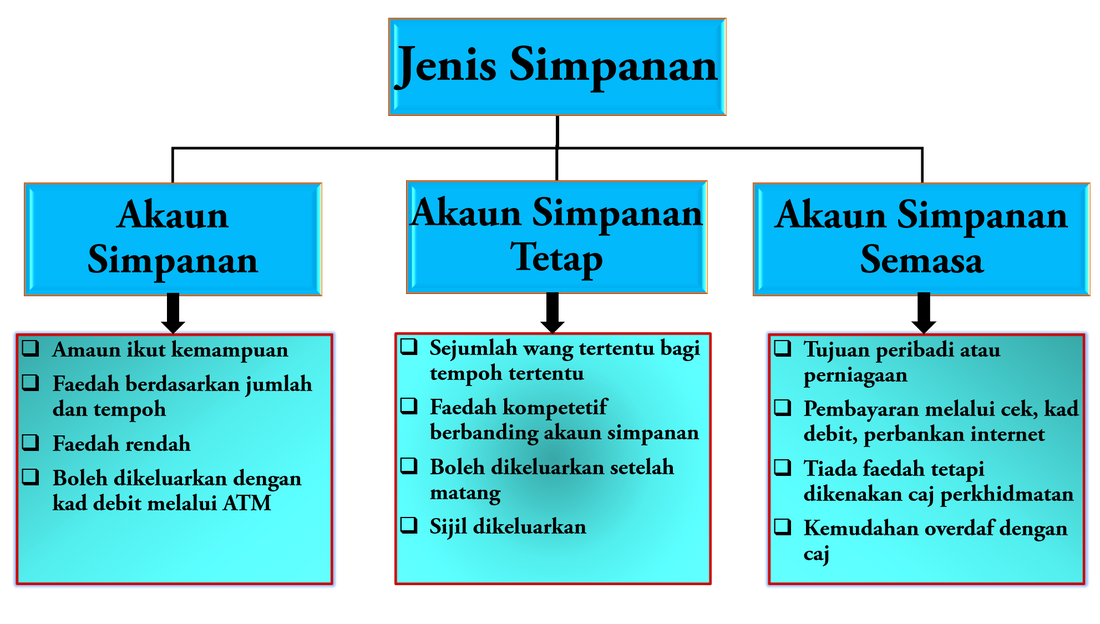 Jenis Simpanan
Akaun
Simpanan
Akaun Simpanan
Tetap
Akaun Simpanan
Semasa
Amaun ikut kemampuan
Faedah berdasarkan jumlah
dan tempoh
Faedah rendah
Boleh dikeluarkan dengan
kad debit melalui ATM
Sejumlah wang tertentu bagi
tempoh tertentu
Faedah kompetetif
berbanding akaun simpanan
Boleh dikeluarkan setelah
matang
Sijil dikeluarkan
Tujuan peribadi atau
perniagaan
Pembayaran melalui cek, kad
debit, perbankan internet
Tiada faedah tetapi
dikenakan caj perkhidmatan
Kemudahan overdaf dengan
caj